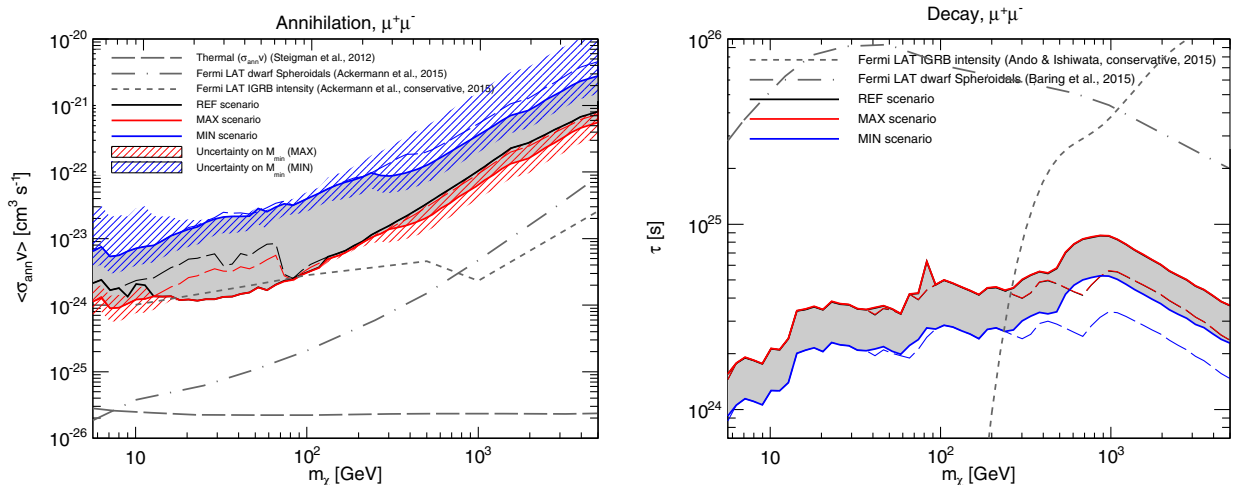 Annihilation, μ⁺μ⁻
10⁻²⁰
10⁻²¹
10⁻²²
10⁻²³
10⁻²⁴
10⁻²⁵
10⁻²⁶
<σ_ann v> [cm³ s⁻¹]
Thermal ⟨σ_ann v⟩ (Steigman et al., 2012)
Fermi LAT dwarf Spheroidals (Ackermann et al., 2015)
Fermi LAT IGRB intensity (Ackermann et al., conservative, 2015)
REF scenario
MAX scenario
MIN scenario
Uncertainty on M_min (MAX)
Uncertainty on M_min (MIN)
10
10²
10³
m_χ [GeV]
Decay, μ⁺μ⁻
10²⁶
10²⁵
10²⁴
τ [s]
Fermi LAT IGRB intensity (Ando & Ishiwata, conservative, 2015)
Fermi LAT dwarf Spheroidals (Baring et al., 2015)
REF scenario
MAX scenario
MIN scenario
10
10²
10³
m_χ [GeV]